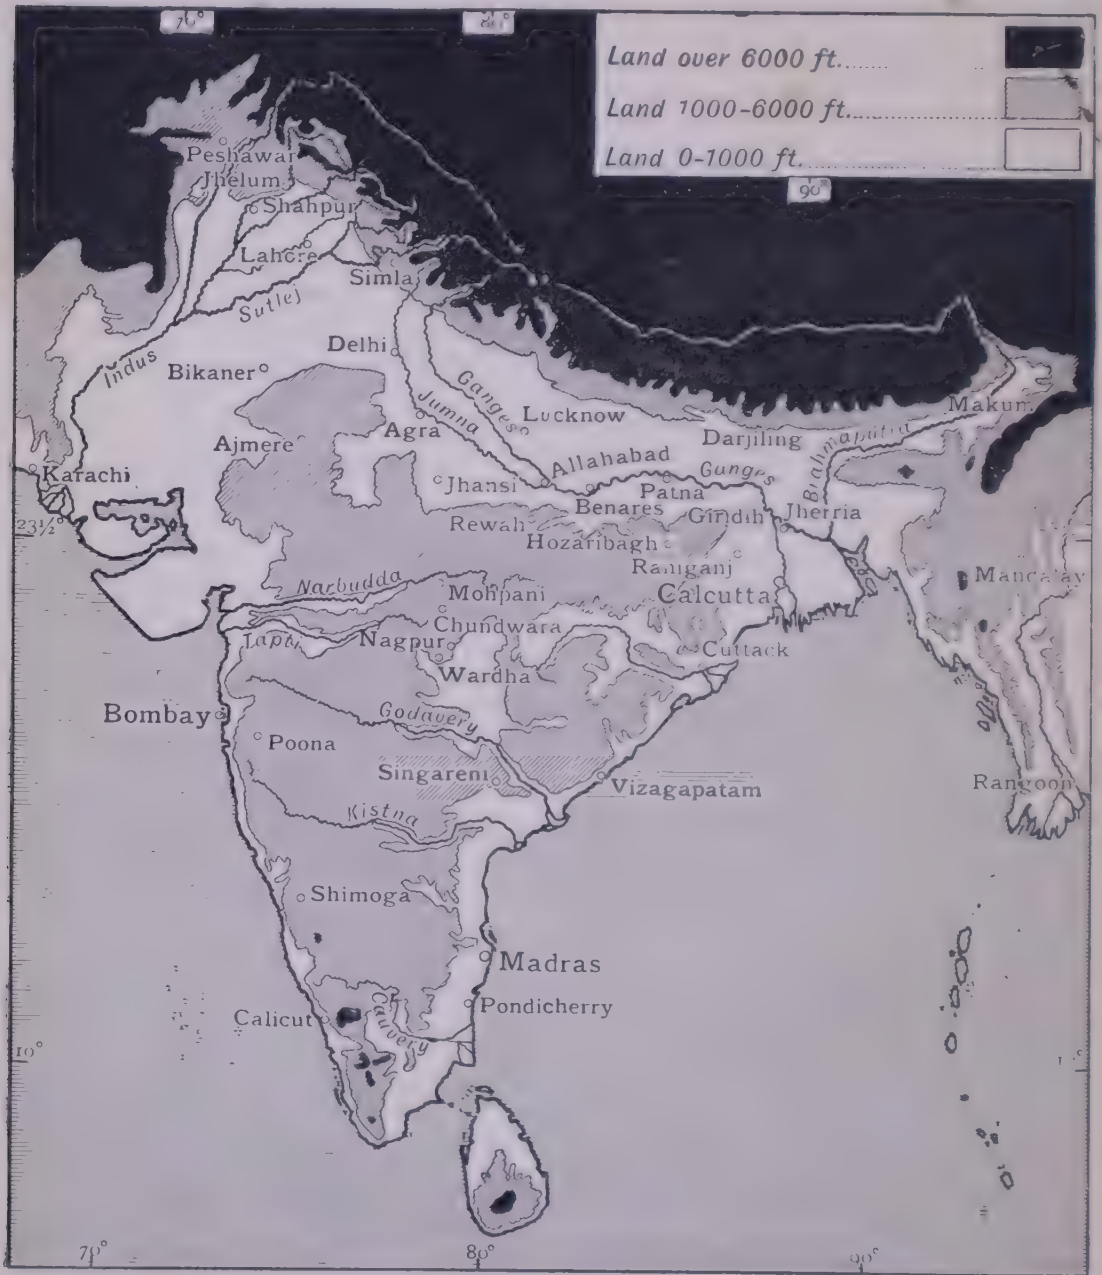 76°
80°
Land over 6000 ft.
Land 1000-6000 ft.
Land 0-1000 ft.
90°
Peshawar
Jhelum
Shahpur
Lahore
Simla
Sutlej
Delhi
Indus
Bikaner
Ganges
Jumna
Lucknow
Makum
Agra
Darjiling
Brahmaputra
Ajmere
Allahabad
Ganges
Karachi
Jhansi
Patna
Benares
23½°
Rewah
Giridih
Jherria
Hozaribagh
Raniganj
Narbudda
Mohpani
Calcutta
Mandalay
Chundwara
Tapti
Nagpur
Cuttack
Wardha
Bombay
Godavery
Poona
Singareni
Vizagapatam
Rangoon
Kistna
Shimoga
Madras
Pondicherry
Calicut
Cauvery
10°
70°
80°
90°